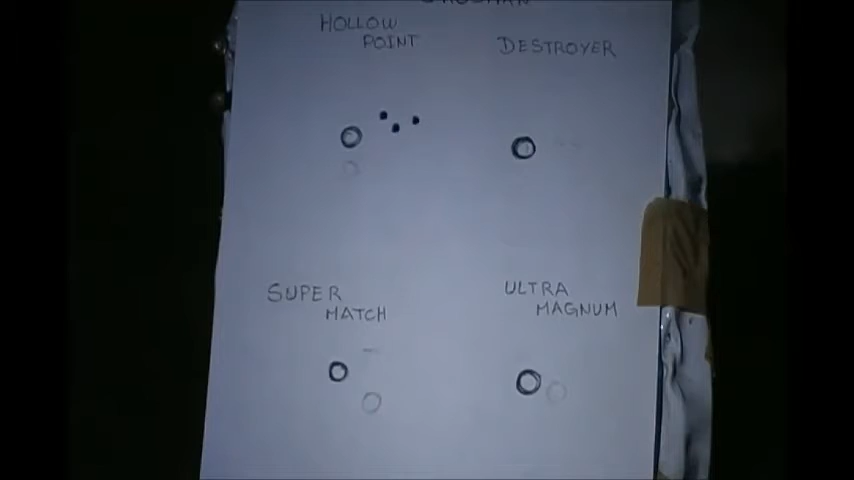 HOLLOW
POINT
DESTROYER
SUPER
MATCH
ULTRA
MAGNUM